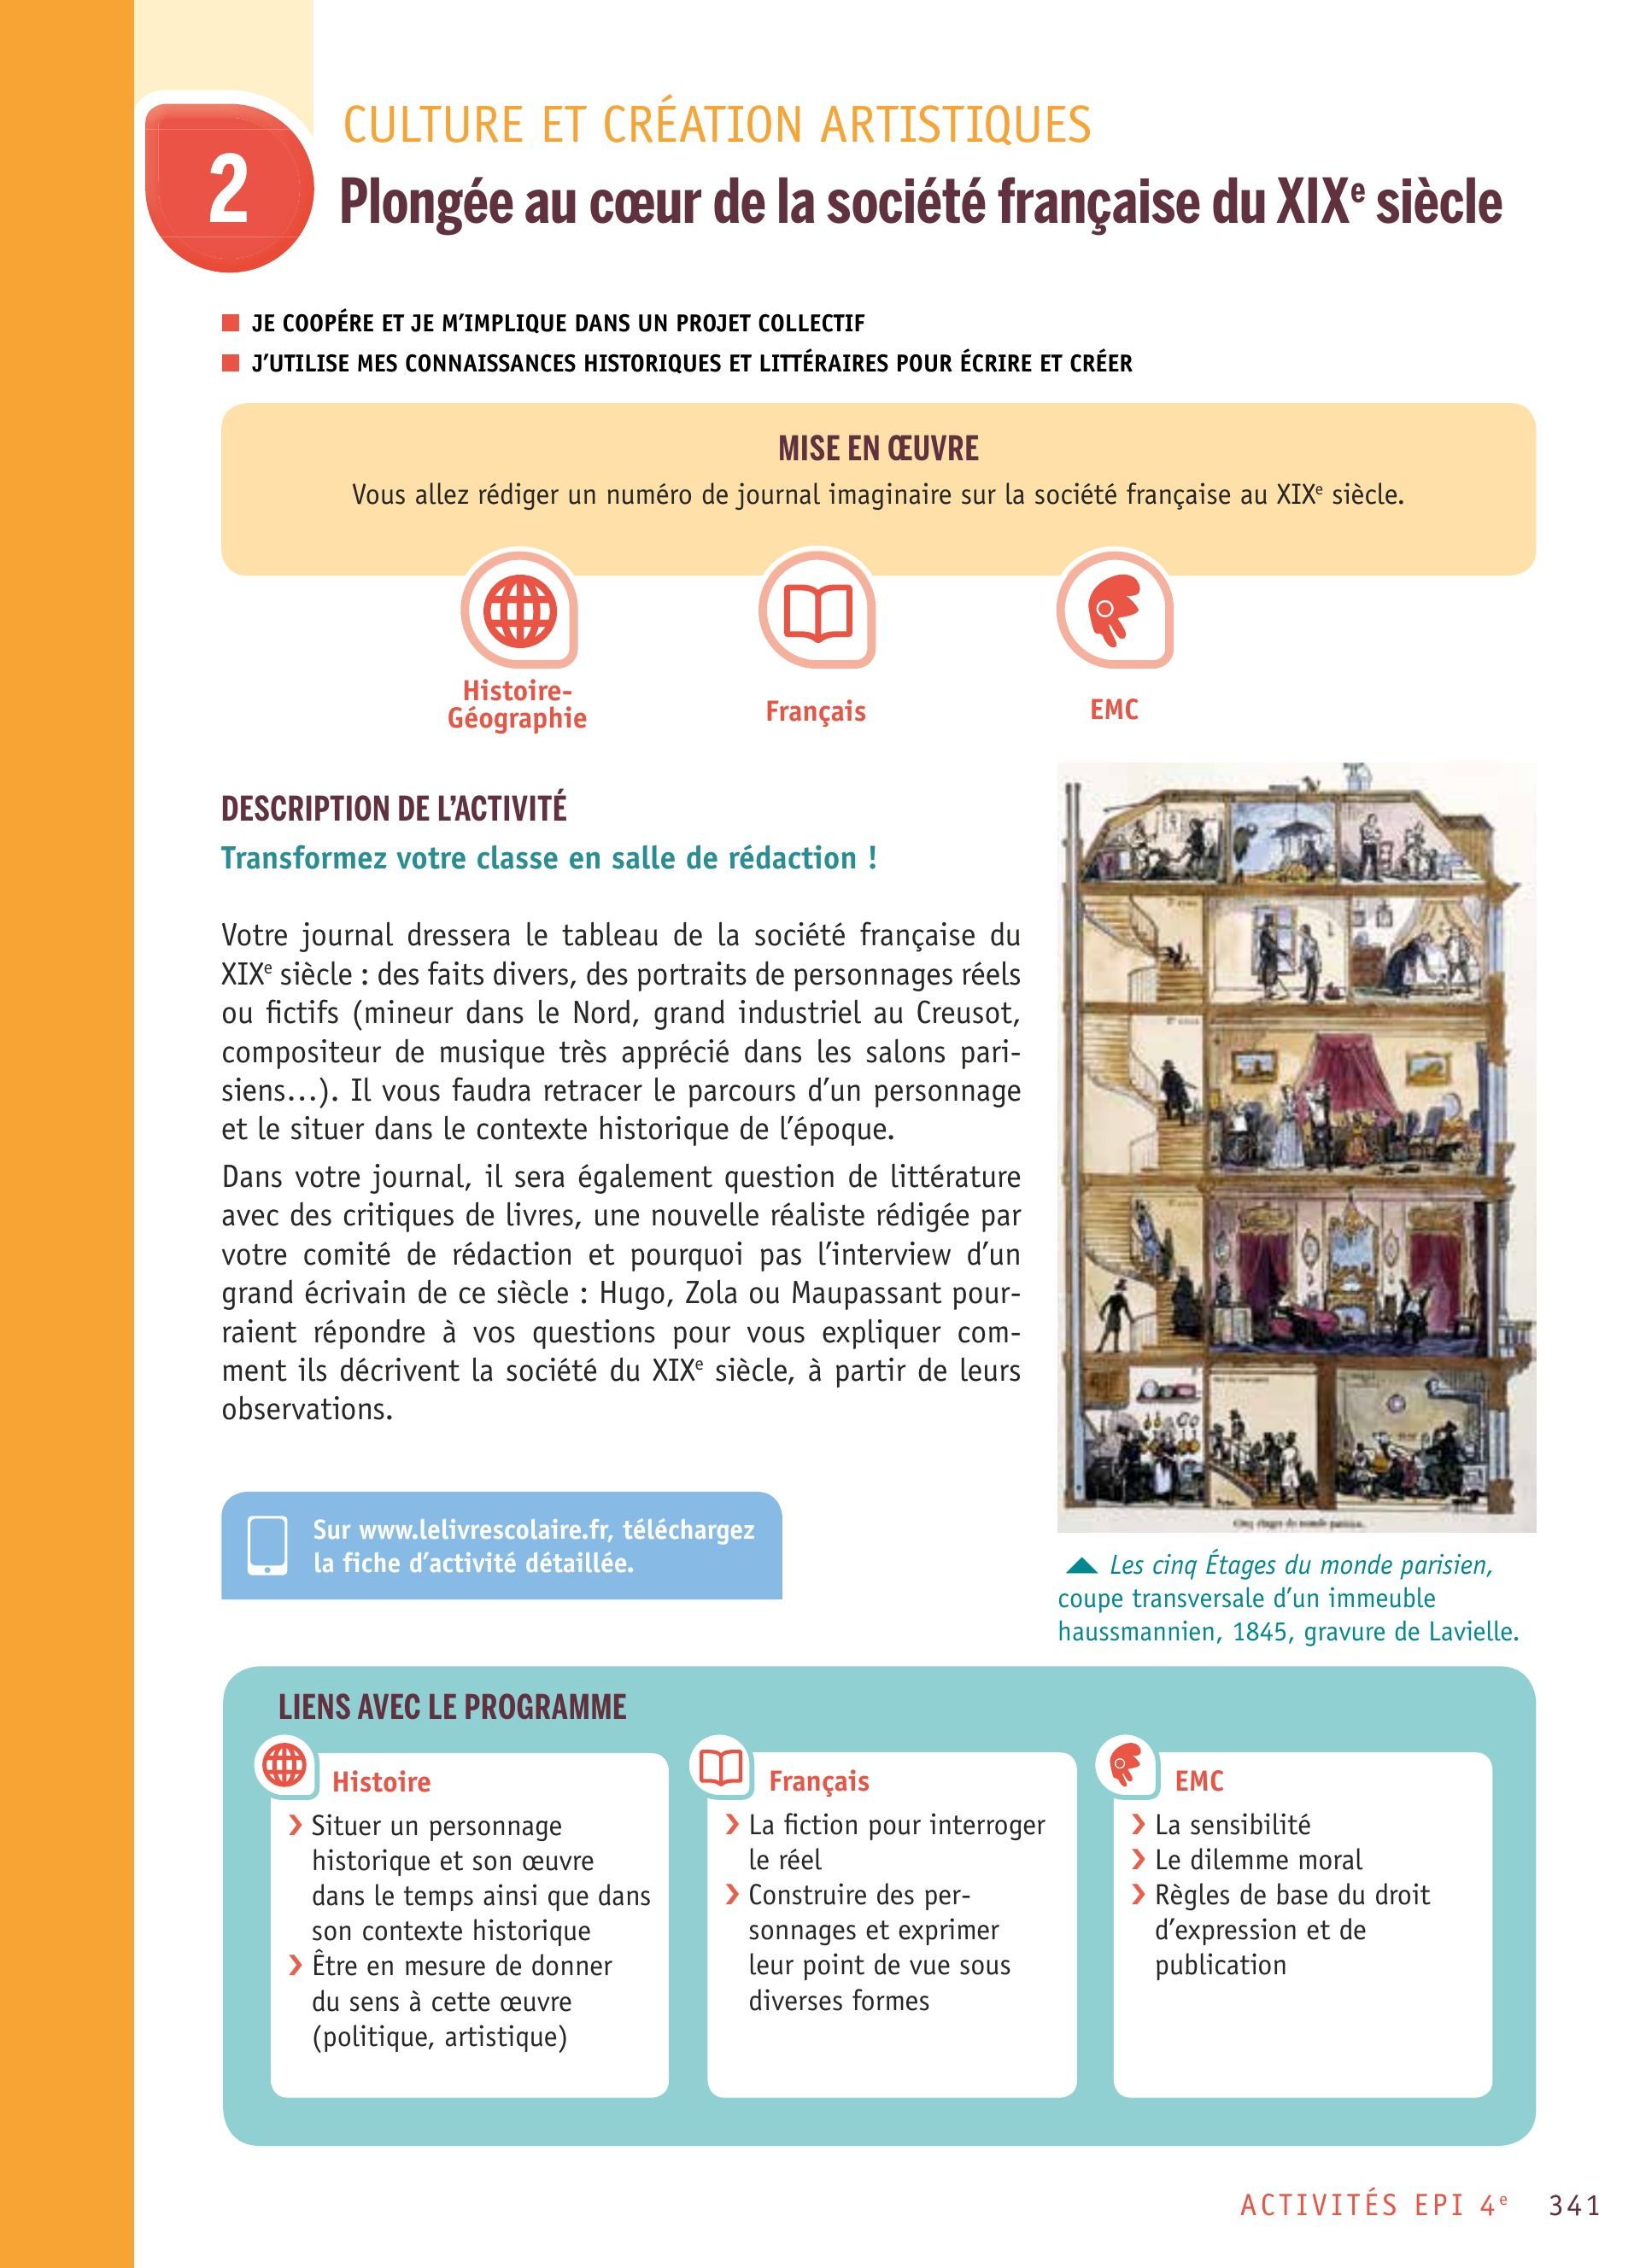 CULTURE ET CRÉATION ARTISTIQUES
2
Plongée au cœur de la société française du XIXe siècle
JE COOPÉRE ET JE M'IMPLIQUE DANS UN PROJET COLLECTIF
J'UTILISE MES CONNAISSANCES HISTORIQUES ET LITTÉRAIRES POUR ÉCRIRE ET CRÉER
MISE EN ŒUVRE
Vous allez rédiger un numéro de journal imaginaire sur la société française au XIXe siècle.
Histoire-
Géographie
Français
EMC
DESCRIPTION DE L'ACTIVITÉ
Transformez votre classe en salle de rédaction !
Votre journal dressera le tableau de la société française du
XIXe siècle : des faits divers, des portraits de personnages réels
ou fictifs (mineur dans le Nord, grand industriel au Creusot,
compositeur de musique très apprécié dans les salons pari-
siens...). Il vous faudra retracer le parcours d'un personnage
et le situer dans le contexte historique de l'époque.
Dans votre journal, il sera également question de littérature
avec des critiques de livres, une nouvelle réaliste rédigée par
votre comité de rédaction et pourquoi pas l'interview d'un
grand écrivain de ce siècle : Hugo, Zola ou Maupassant pour-
raient répondre à vos questions pour vous expliquer com-
ment ils décrivent la société du XIXe siècle, à partir de leurs
observations.
Sur www.lelivrescolaire.fr, téléchargez
la fiche d'activité détaillée.
Cinq étages du monde parisien.
Les cinq Étages du monde parisien,
coupe transversale d'un immeuble
haussmannien, 1845, gravure de Lavielle.
LIENS AVEC LE PROGRAMME
Histoire
Situer un personnage
historique et son œuvre
dans le temps ainsi que dans
son contexte historique
Être en mesure de donner
du sens à cette œuvre
(politique, artistique)
Français
La fiction pour interroger
le réel
Construire des per-
sonnages et exprimer
leur point de vue sous
diverses formes
EMC
La sensibilité
Le dilemme moral
Règles de base du droit
d'expression et de
publication
ACTIVITÉS EPI 4e 341